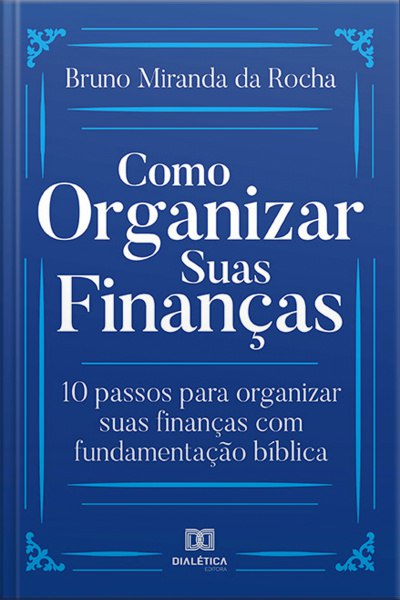 Bruno Miranda da Rocha
Como
Organizar
Suas
Finanças
10 passos para organizar
suas finanças com
fundamentação bíblica
DIALÉTICA
EDITORA